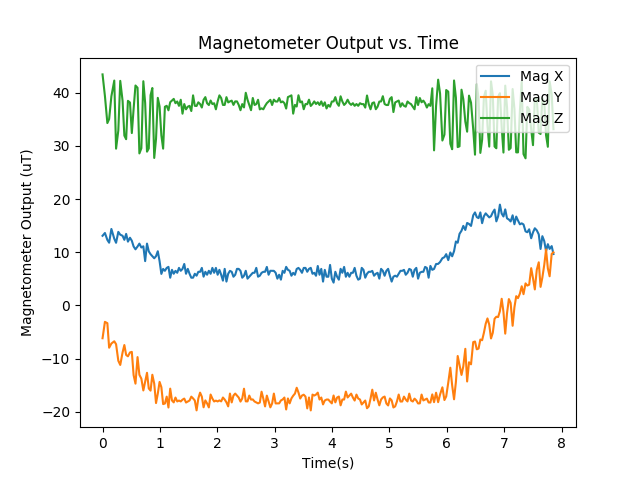 Magnetometer Output vs. Time
Mag X
Mag Y
Mag Z
Magnetometer Output (uT)
40
30
20
10
0
−10
−20
0 1 2 3 4 5 6 7 8
Time(s)